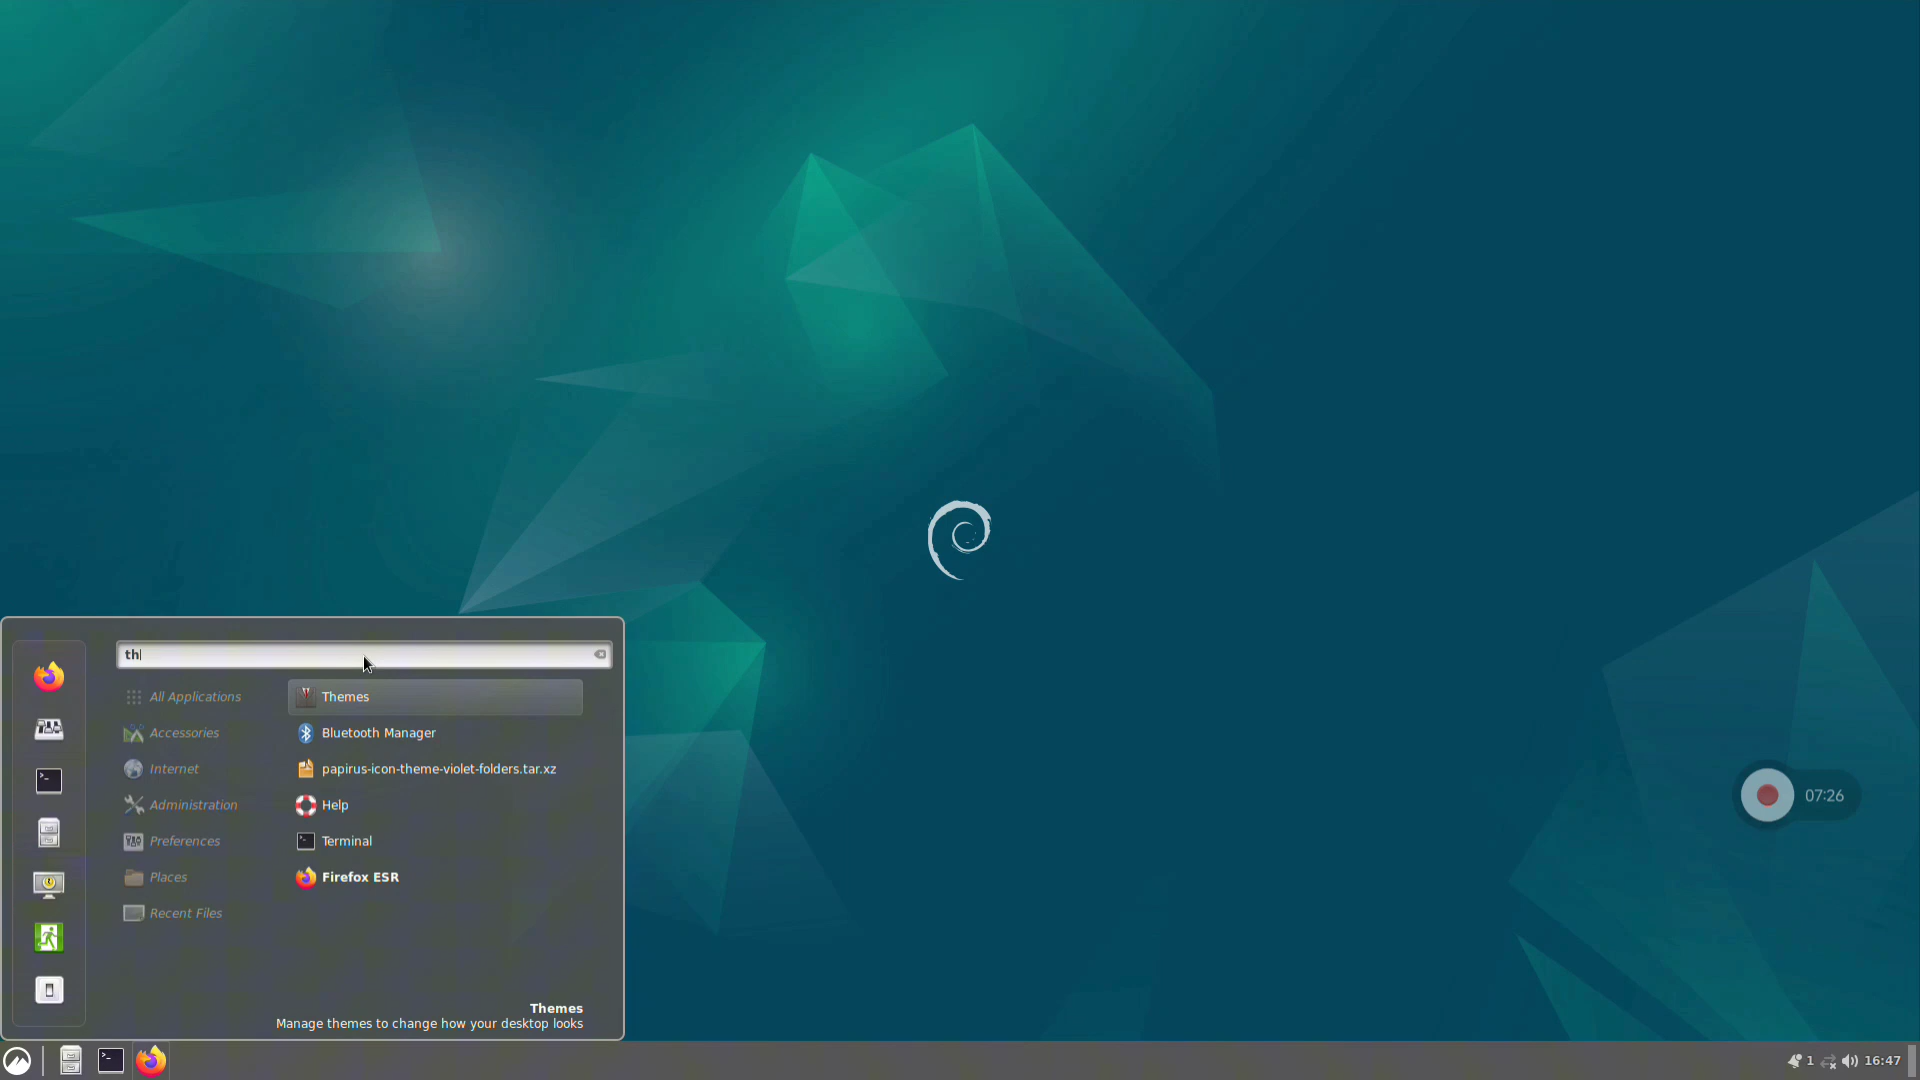 th
All Applications
Accessories
Internet
Administration
Preferences
Places
Recent Files
Themes
Bluetooth Manager
papirus-icon-theme-violet-folders.tar.xz
Help
Terminal
Firefox ESR
Themes
Manage themes to change how your desktop looks
07:26
1
16:47